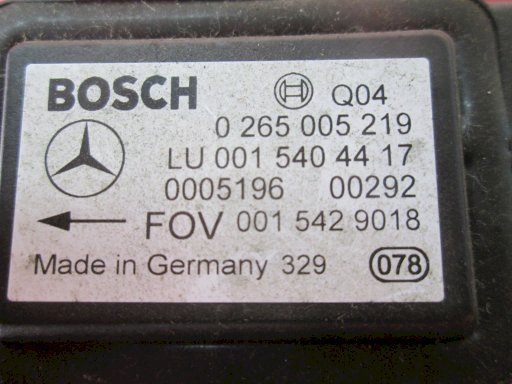 BOSCH Q04
0 265 005 219
LU 001 540 44 17
0005196 00292
FOV 001 542 9018
Made in Germany 329 078